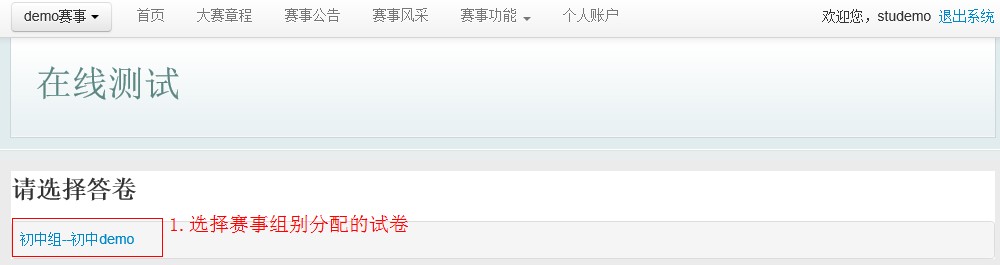 demo赛事 首页 大赛章程 赛事公告 赛事风采 赛事功能 个人账户 欢迎您，studemo 退出系统
在线测试
请选择答卷
1.选择赛事组别分配的试卷
初中组--初中demo